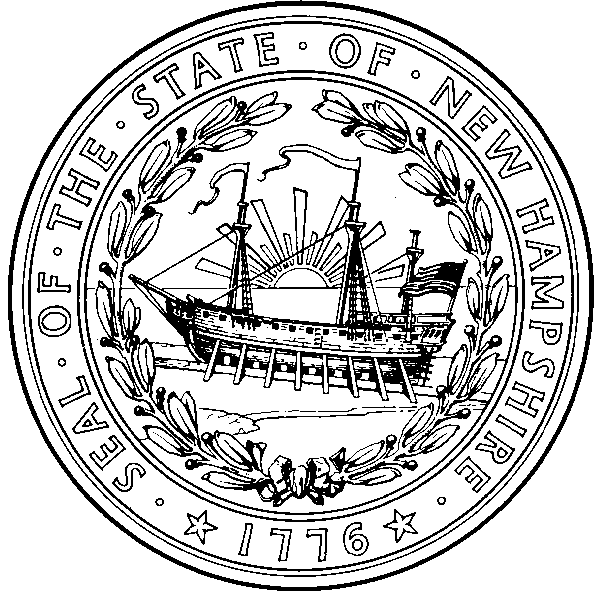 · SEAL · OF · THE · STATE · OF · NEW HAMPSHIRE ·
1776